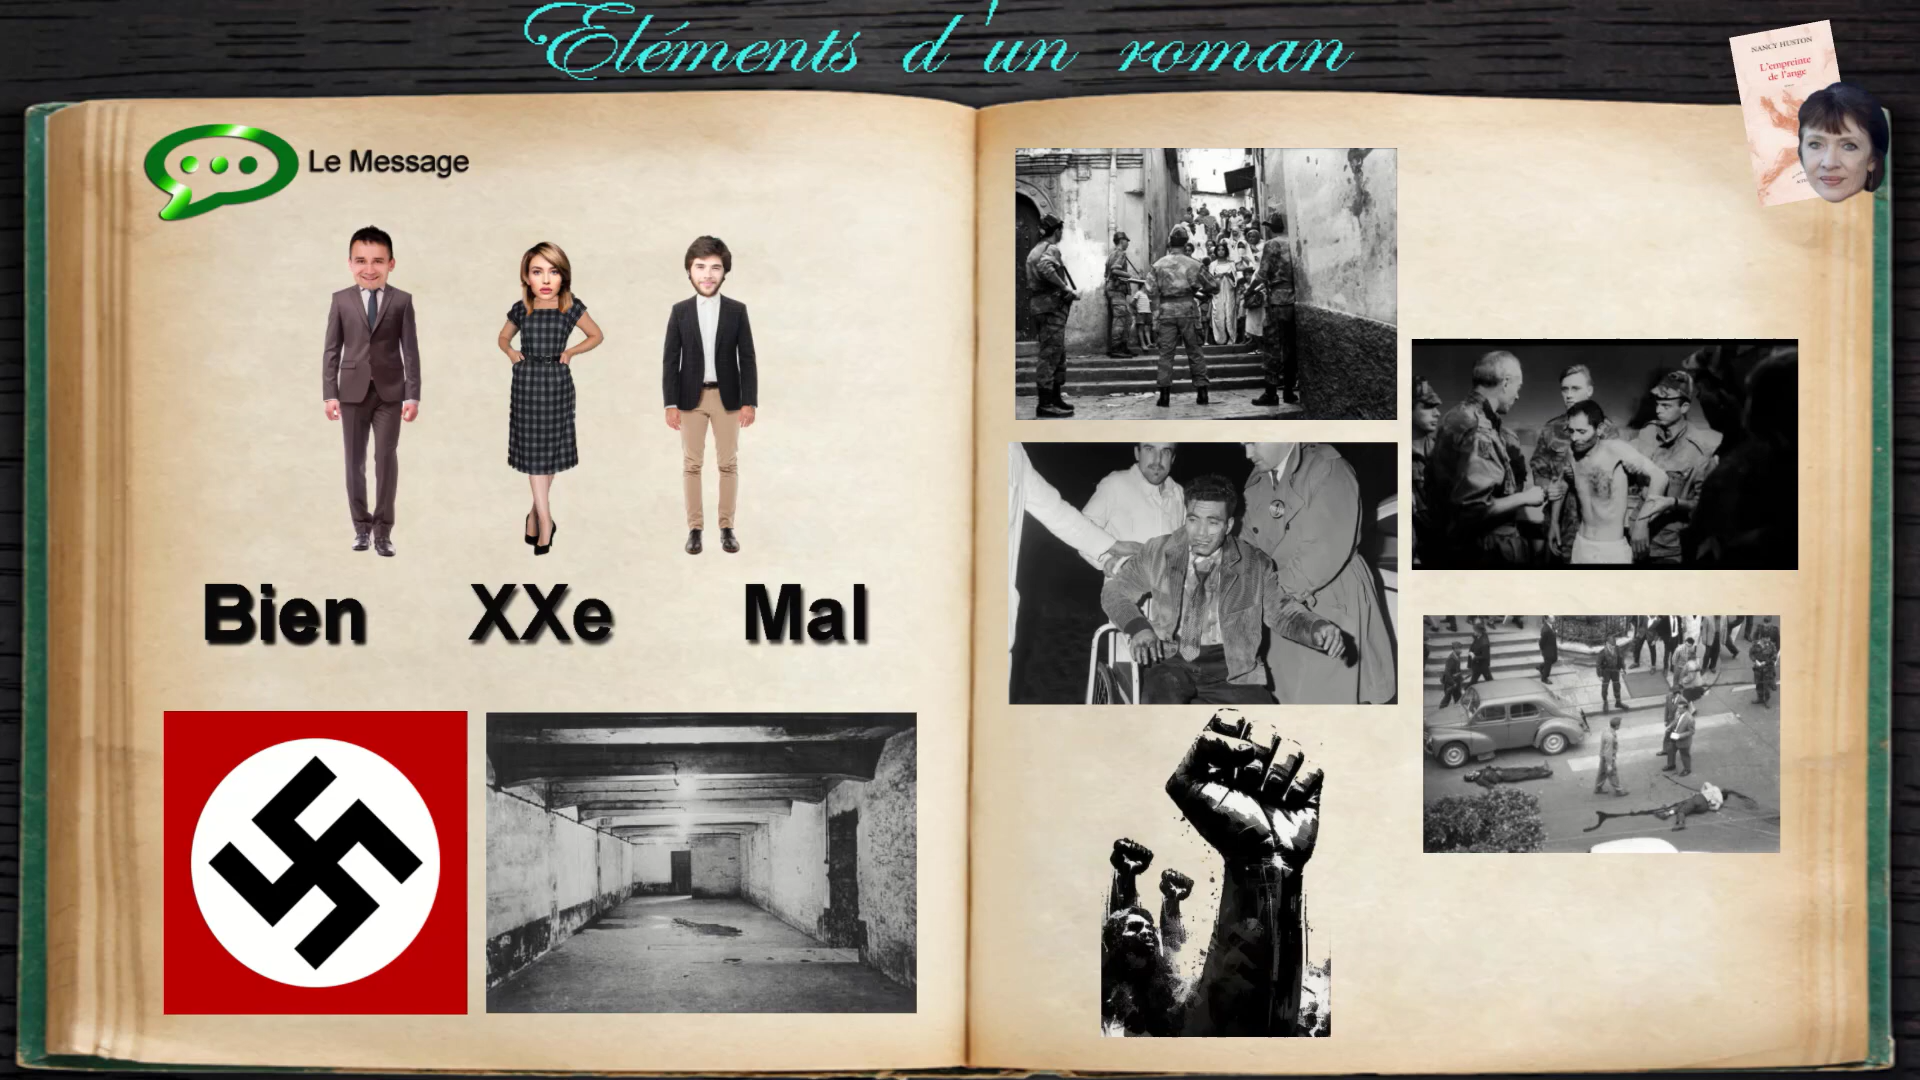 Eléments d'un roman
NANCY HUSTON
L'empreinte
de l'ange
Le Message
Bien XXe Mal